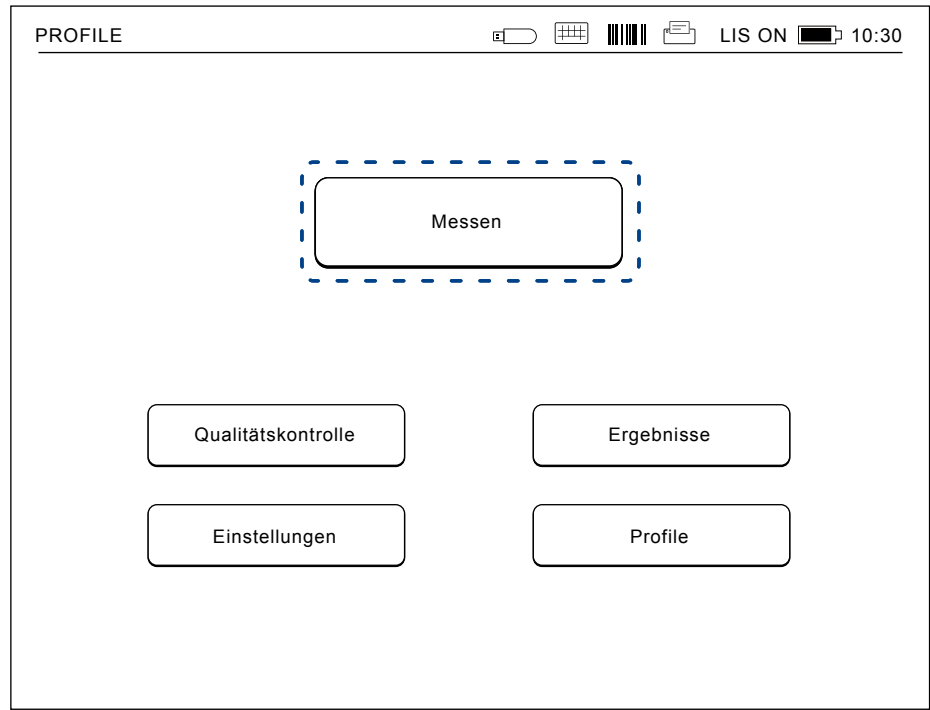 PROFILE LIS ON 10:30
Messen
Qualitätskontrolle Ergebnisse
Einstellungen Profile